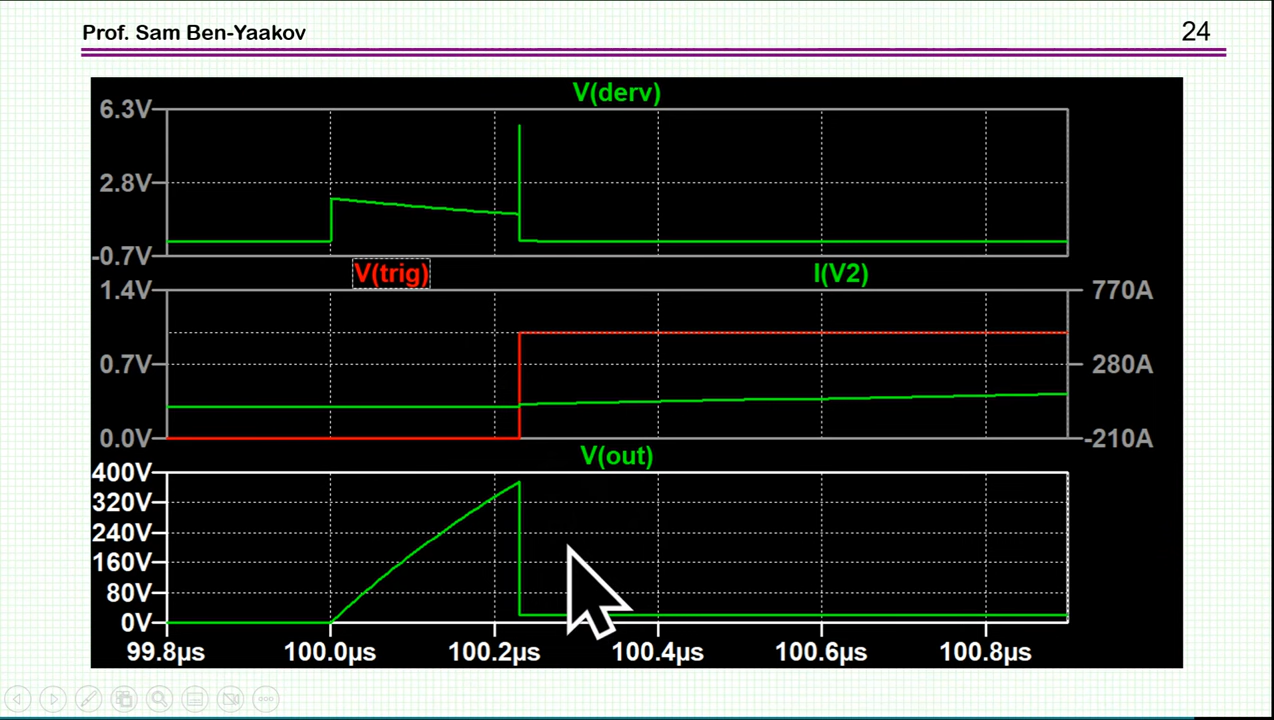 Prof. Sam Ben-Yaakov
24
V(derv)
6.3V
2.8V
-0.7V
V(trig) I(V2)
1.4V 770A
0.7V 280A
0.0V -210A
V(out)
400V
320V
240V
160V
80V
0V
99.8µs 100.0µs 100.2µs 100.4µs 100.6µs 100.8µs